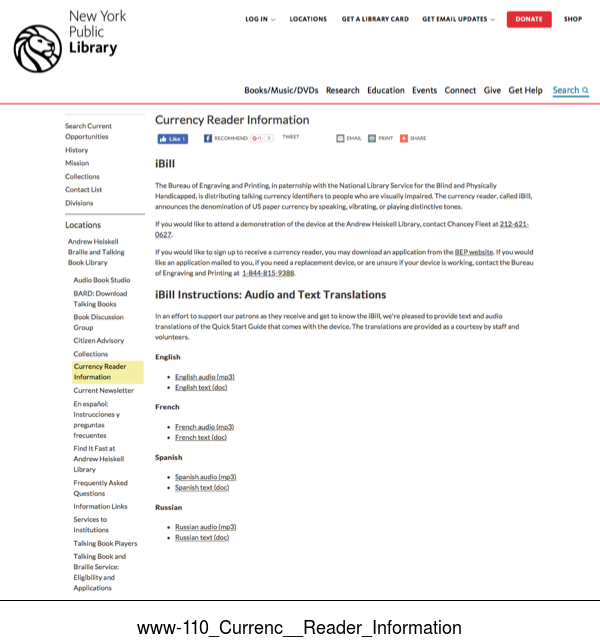 New York
Public
Library
LOG IN
LOCATIONS
GET A LIBRARY CARD
GET EMAIL UPDATES
DONATE
SHOP
Books/Music/DVDs Research Education Events Connect Give Get Help Search
Search Current
Opportunities
History
Mission
Collections
Contact List
Divisions
Locations
Andrew Heiskell
Braille and Talking
Book Library
Audio Book Studio
BARD: Download
Talking Books
Book Discussion
Group
Citizen Advisory
Collections
Currency Reader
Information
Current Newsletter
En español:
Instrucciones y
preguntas
frecuentes
Find It Fast at
Andrew Heiskell
Library
Frequently Asked
Questions
Information Links
Services to
Institutions
Talking Book Players
Talking Book and
Braille Service:
Eligibility and
Applications
Currency Reader Information
Like 1
RECOMMEND
G+1 0
TWEET
EMAIL
PRINT
SHARE
iBill
The Bureau of Engraving and Printing, in paternship with the National Library Service for the Blind and Physically
Handicapped, is distributing talking currency identifiers to people who are visually impaired. The currency reader, called iBill,
announces the denomination of US paper currency by speaking, vibrating, or playing distinctive tones.
If you would like to attend a demonstration of the device at the Andrew Heiskell Library, contact Chancey Fleet at 212-621-
0627.
If you would like to sign up to receive a currency reader, you may download an application from the BEP website. If you would
like an application mailed to you, if you need a replacement device, or are unsure if your device is working, contact the Bureau
of Engraving and Printing at 1-844-815-9388.
iBill Instructions: Audio and Text Translations
In an effort to support our patrons as they receive and get to know the iBill, we're pleased to provide text and audio
translations of the Quick Start Guide that comes with the device. The translations are provided as a courtesy by staff and
volunteers.
English
• English audio (mp3)
• English text (doc)
French
• French audio (mp3)
• French text (doc)
Spanish
• Spanish audio (mp3)
• Spanish text (doc)
Russian
• Russian audio (mp3)
• Russian text (doc)
www-110_Currenc__Reader_Information